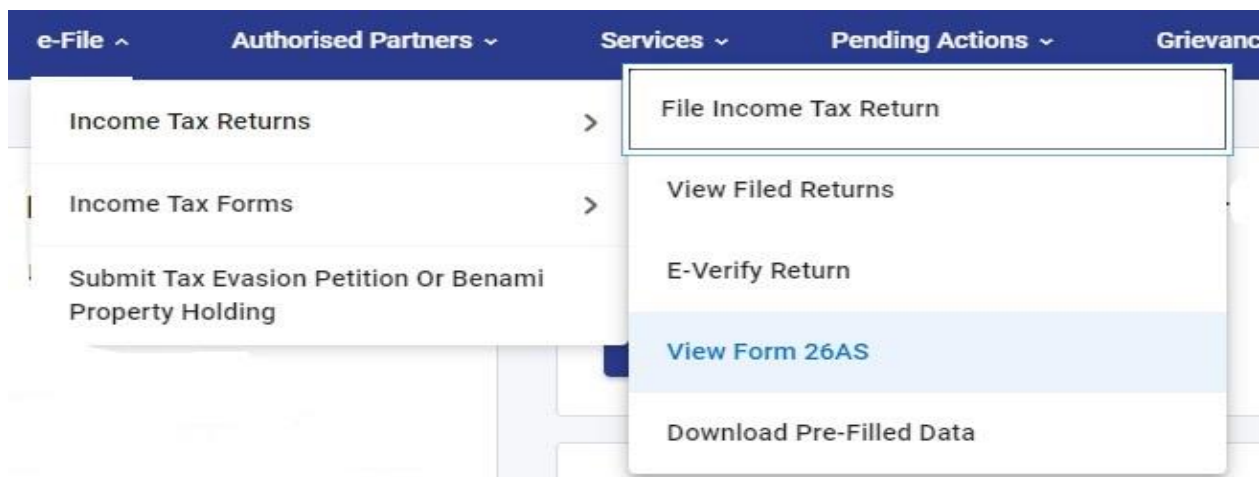 e-File
Authorised Partners
Services
Pending Actions
Grievanc
Income Tax Returns
Income Tax Forms
Submit Tax Evasion Petition Or Benami
Property Holding
File Income Tax Return
View Filed Returns
E-Verify Return
View Form 26AS
Download Pre-Filled Data